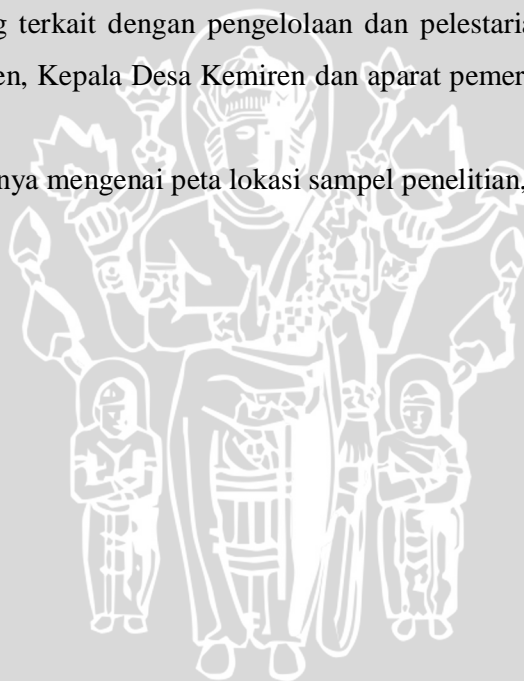 terkait dengan pengelolaan dan pelestaria
en, Kepala Desa Kemiren dan aparat pemer
nya mengenai peta lokasi sampel penelitian,